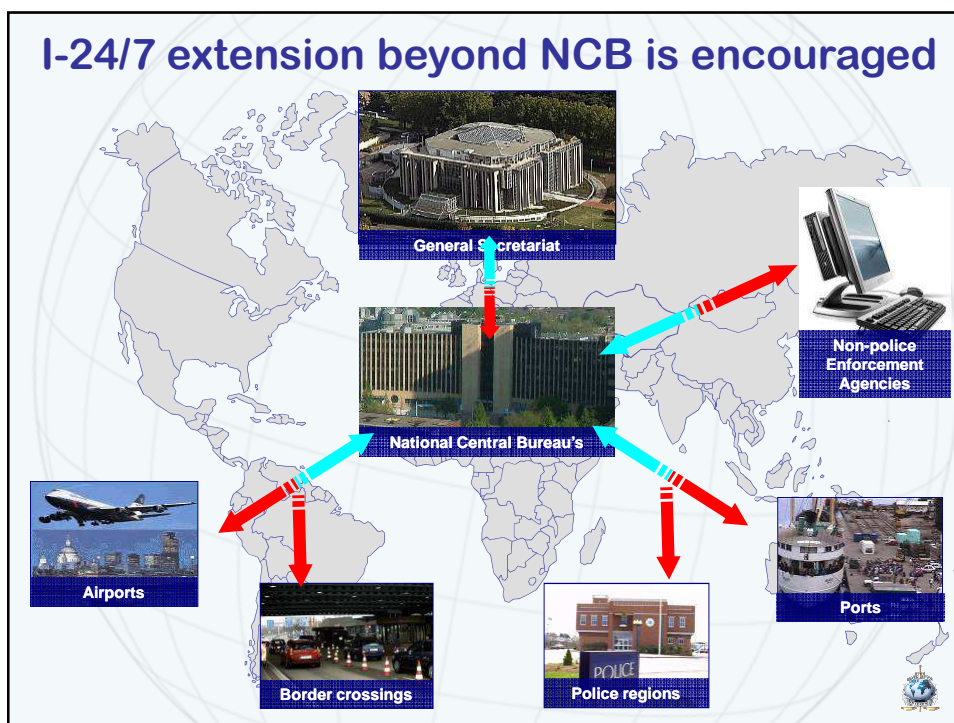 I-24/7 extension beyond NCB is encouraged
General Secretariat
Non-police
Enforcement
Agencies
National Central Bureau's
Airports
Border crossings
POLICE
Police regions
Ports